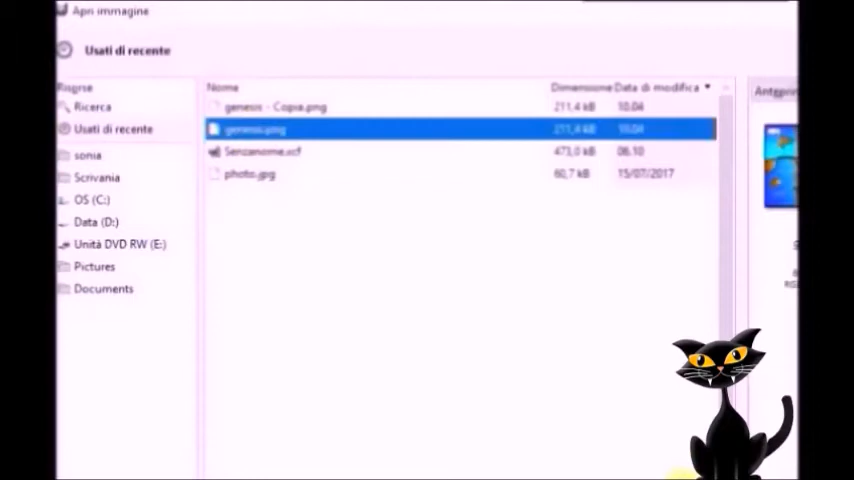 Apri immagine
Usati di recente
Risorse
Nome
Dimensione Data di modifica
Anteprim
Ricerca
genesis - Copia.png 211,4 kB 10.04
Usati di recente
genesis.png 211,4 kB 10.04
sonia
Senzanome.xcf 473,0 kB 06.10
Scrivania
photo.jpg 60,7 kB 15/07/2017
OS (C:)
Data (D:)
Unità DVD RW (E:)
Pictures
Documents